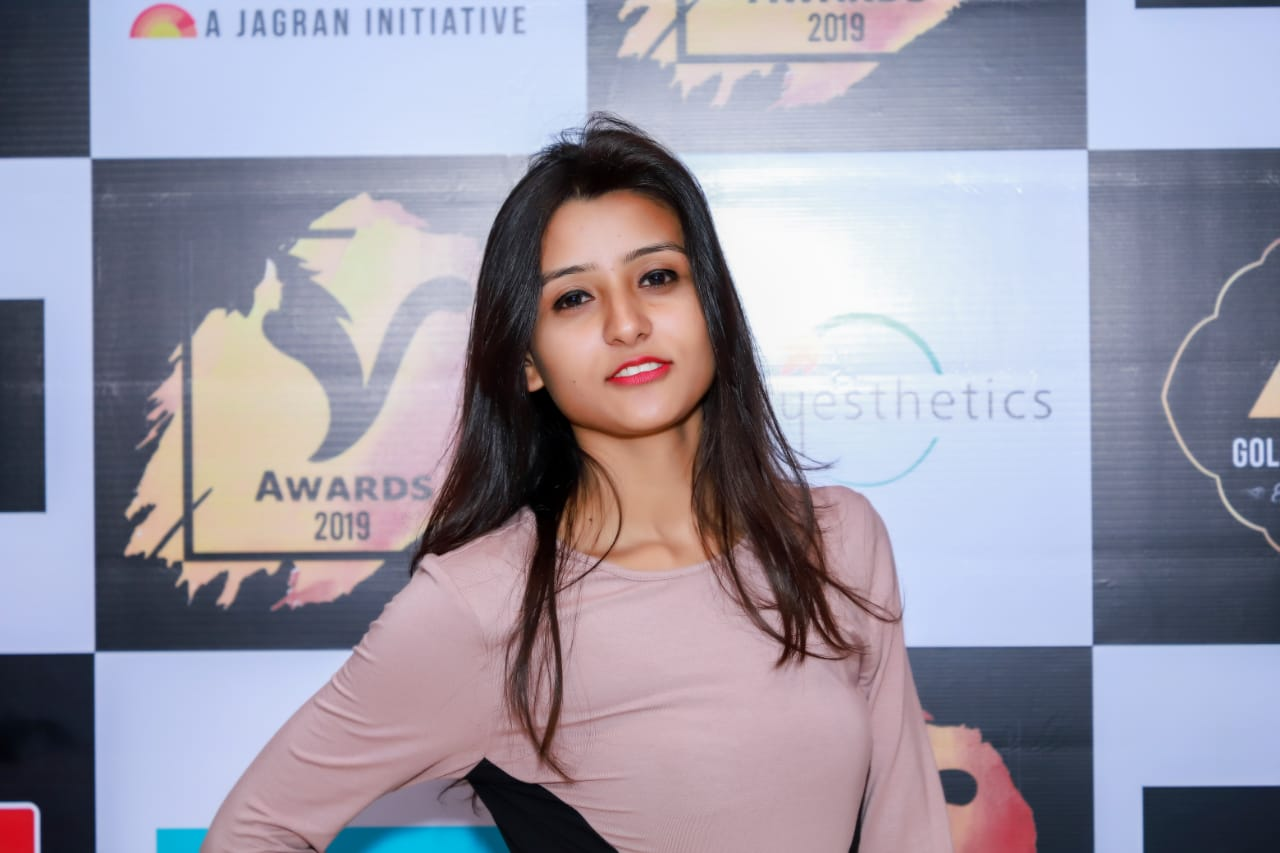 A JAGRAN INITIATIVE
2019
AWARDS
2019
yesthetics
GOL